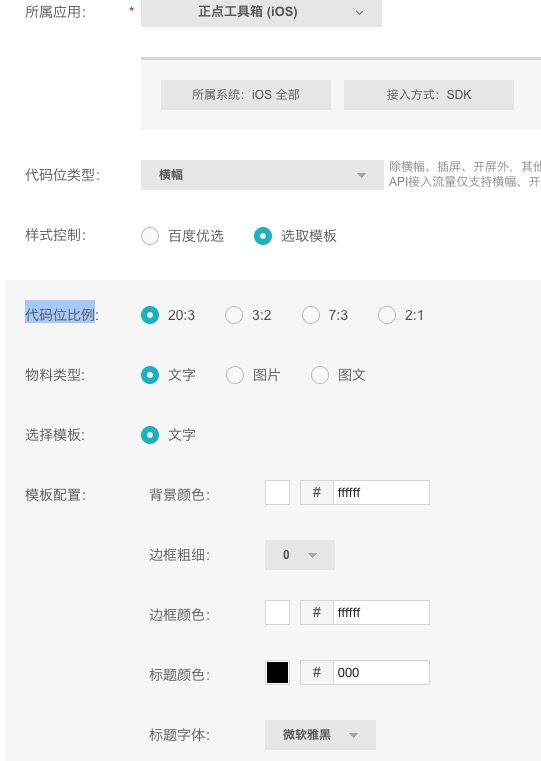 所属应用: * 正点工具箱 (iOS)
所属系统: iOS 全部 接入方式: SDK
代码位类型: 横幅 除横幅、插屏、开屏外, 其他
API接入流量仅支持横幅、开
样式控制: 百度优选 选取模板
代码位比例: 20:3 3:2 7:3 2:1
物料类型: 文字 图片 图文
选择模板: 文字
模板配置: 背景颜色: # ffffff
边框粗细: 0
边框颜色: # ffffff
标题颜色: # 000
标题字体: 微软雅黑